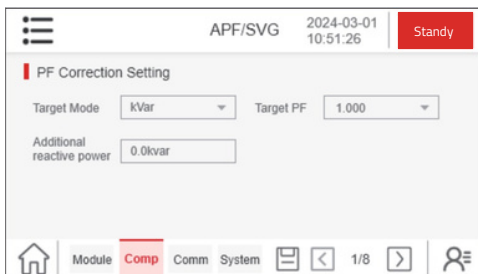 APF/SVG
2024-03-01
10:51:26
Standy
PF Correction Setting
Target Mode kVar Target PF 1.000
Additional
reactive power 0.0kvar
Module Comp Comm System 1/8